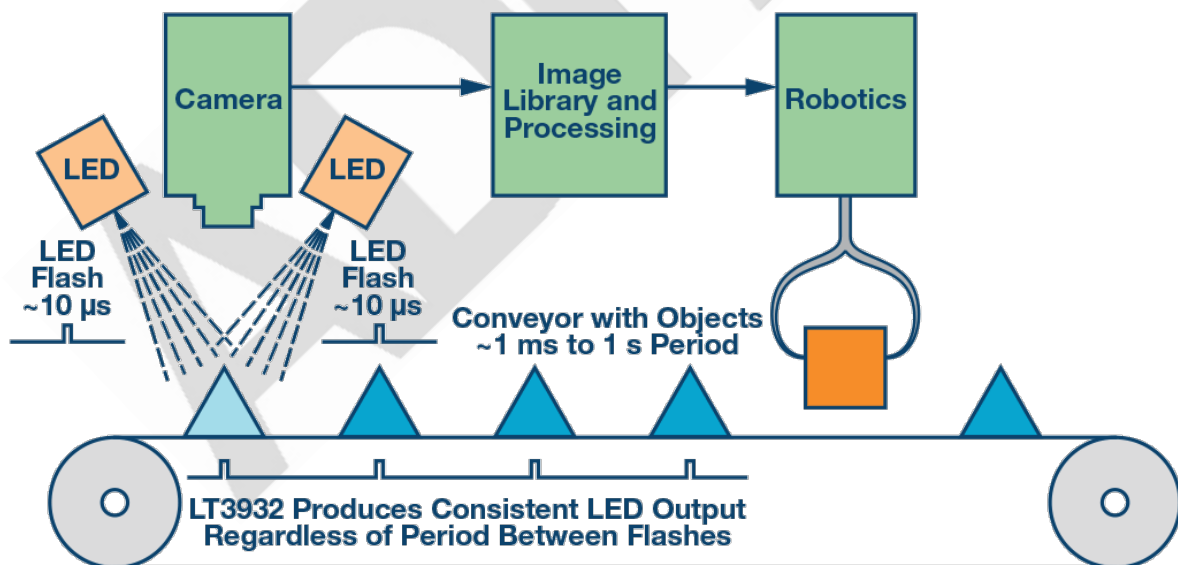 Camera
Image
Library and
Processing
Robotics
LED
LED
LED
Flash
~10 µs
LED
Flash
~10 µs
Conveyor with Objects
~1 ms to 1 s Period
LT3932 Produces Consistent LED Output
Regardless of Period Between Flashes